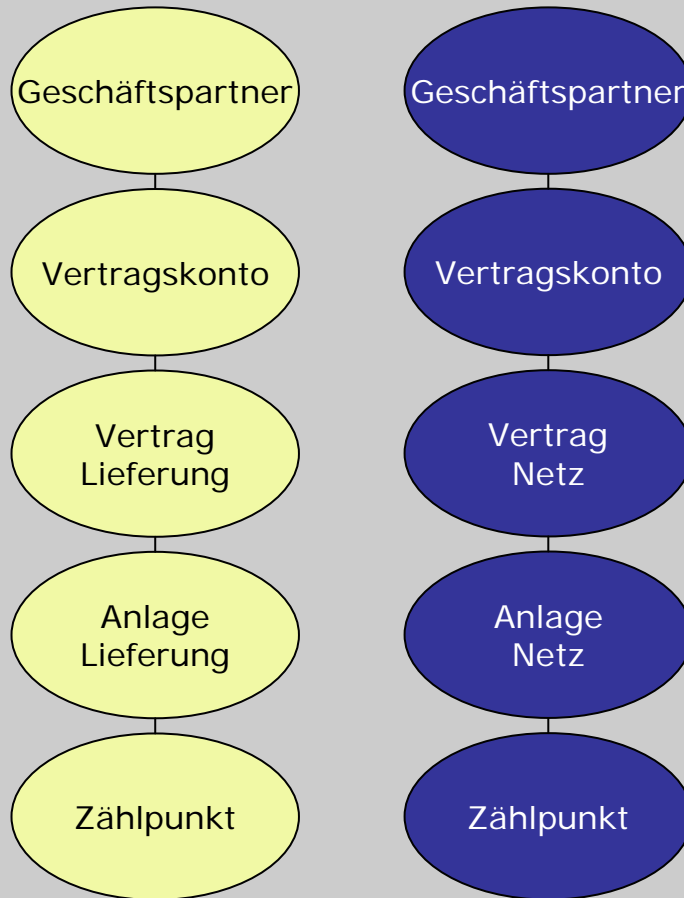 Geschäftspartner
Vertragskonto
Vertrag
Lieferung
Anlage
Lieferung
Zählpunkt
Geschäftspartner
Vertragskonto
Vertrag
Netz
Anlage
Netz
Zählpunkt